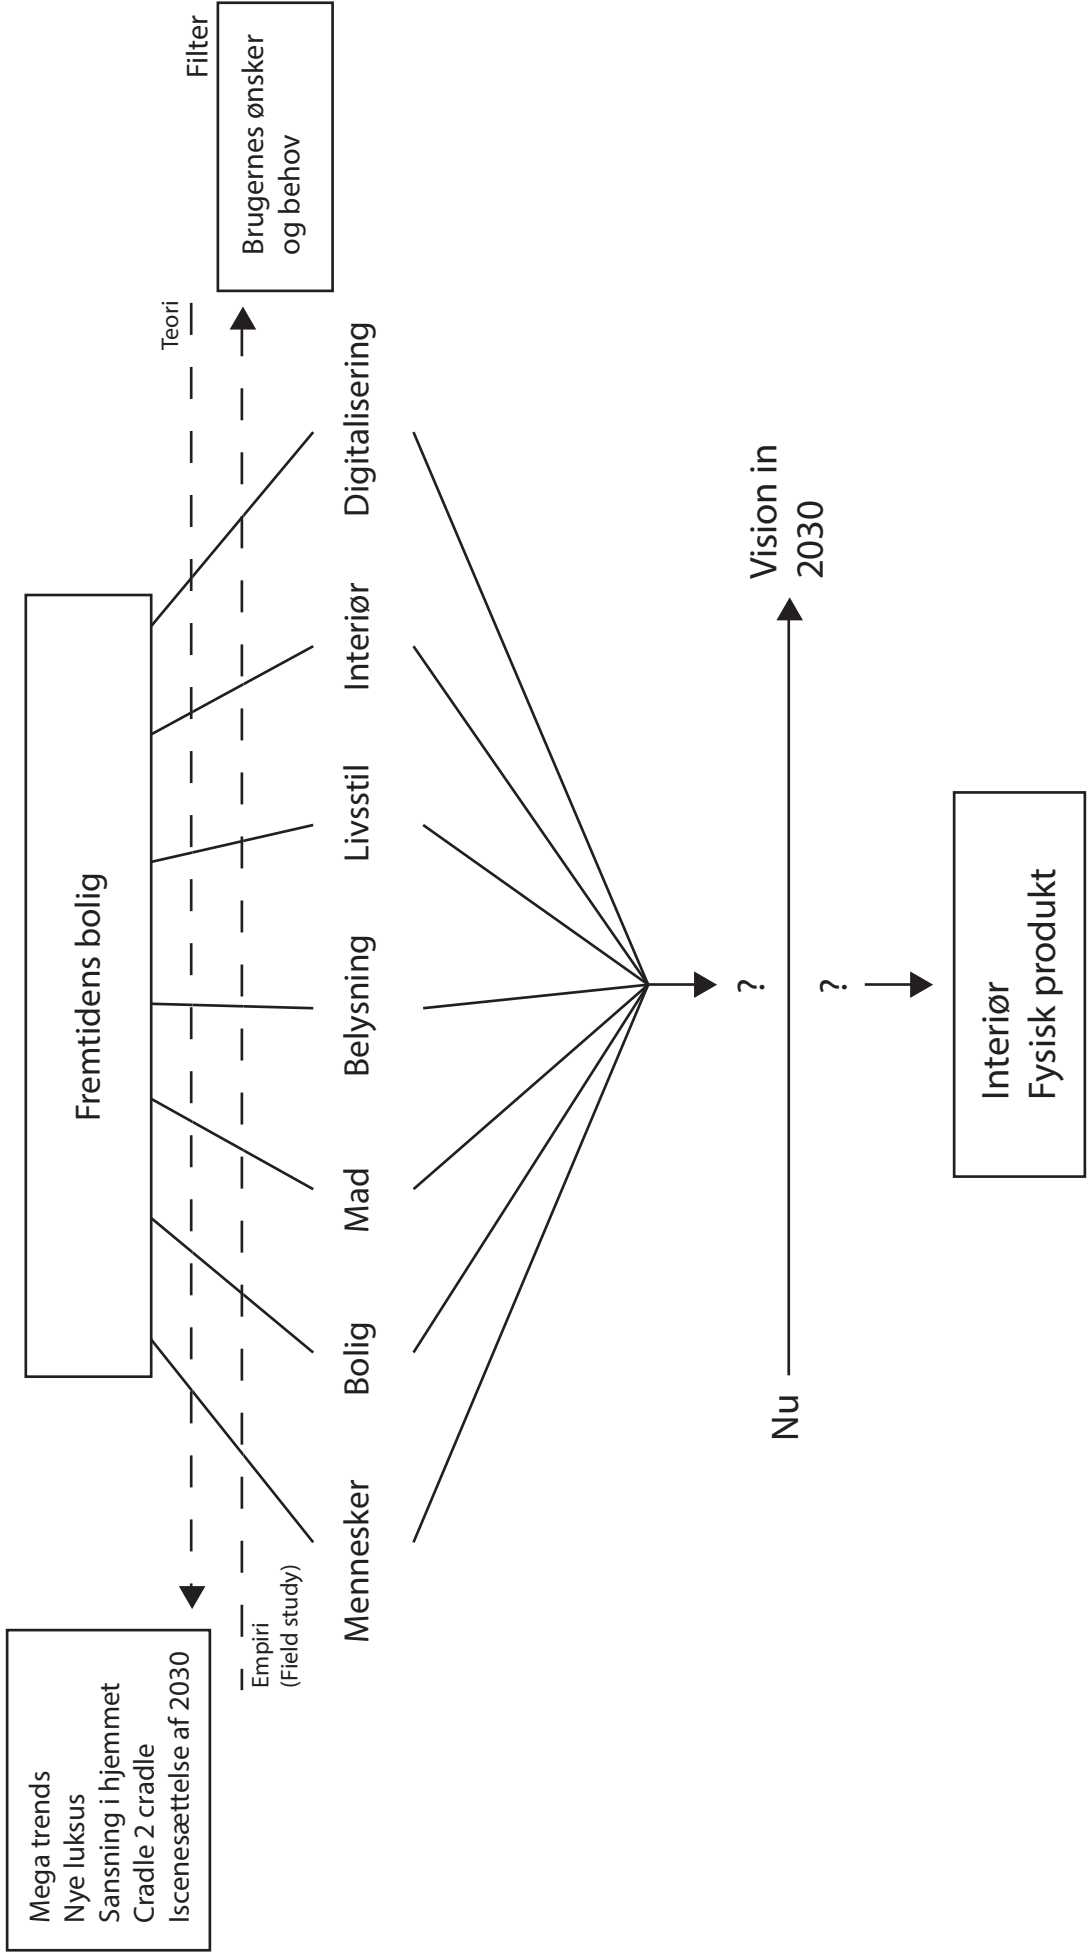 Fremtidens bolig
Mega trends
Nye luksus
Sansning i hjemmet
Cradle 2 cradle
Iscenesættelse af 2030
Teori
Filter
Brugernes ønsker
og behov
Empiri
(Field study)
Mennesker
Bolig
Mad
Belysning
Livsstil
Interiør
Digitalisering
?
Nu
Vision in
2030
?
Interiør
Fysisk produkt